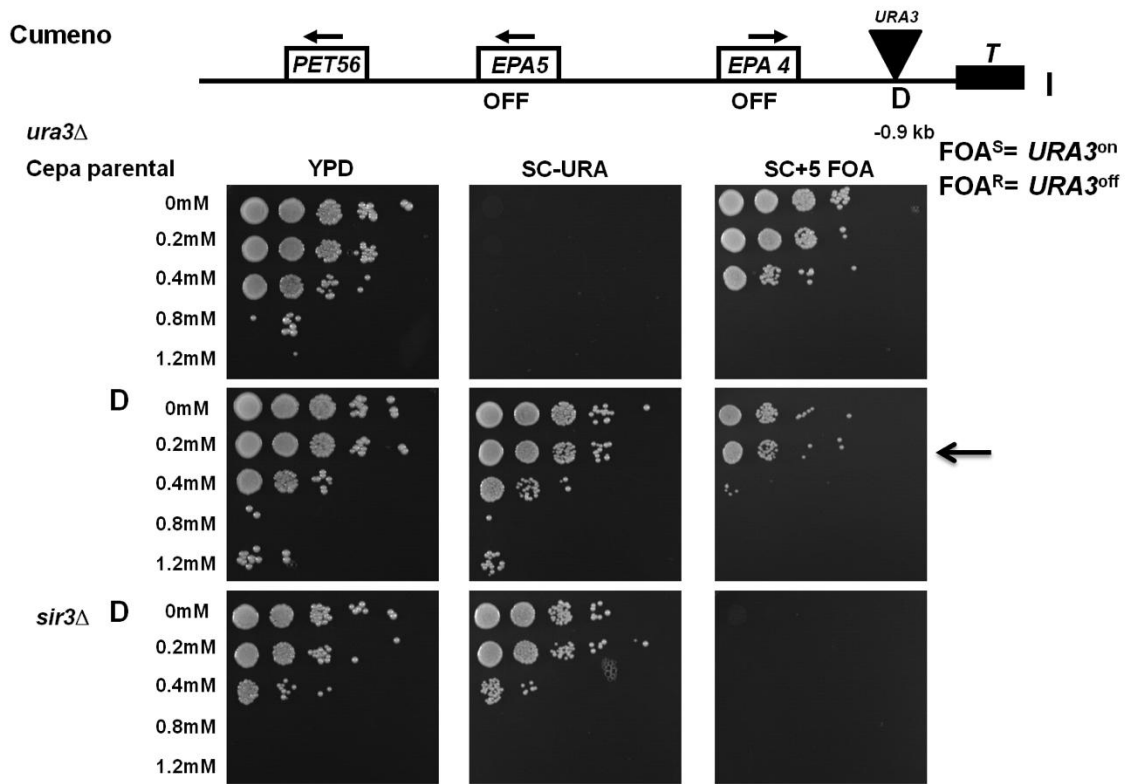 Cumeno
URA3
PET56
EPA5
EPA 4
T
I
OFF
OFF
D
-0.9 kb
ura3Δ
Cepa parental
YPD
SC-URA
SC+5 FOA
FOAS= URA3on
FOAR= URA3off
0mM
0.2mM
0.4mM
0.8mM
1.2mM
D
0mM
0.2mM
0.4mM
0.8mM
1.2mM
sir3Δ D
0mM
0.2mM
0.4mM
0.8mM
1.2mM